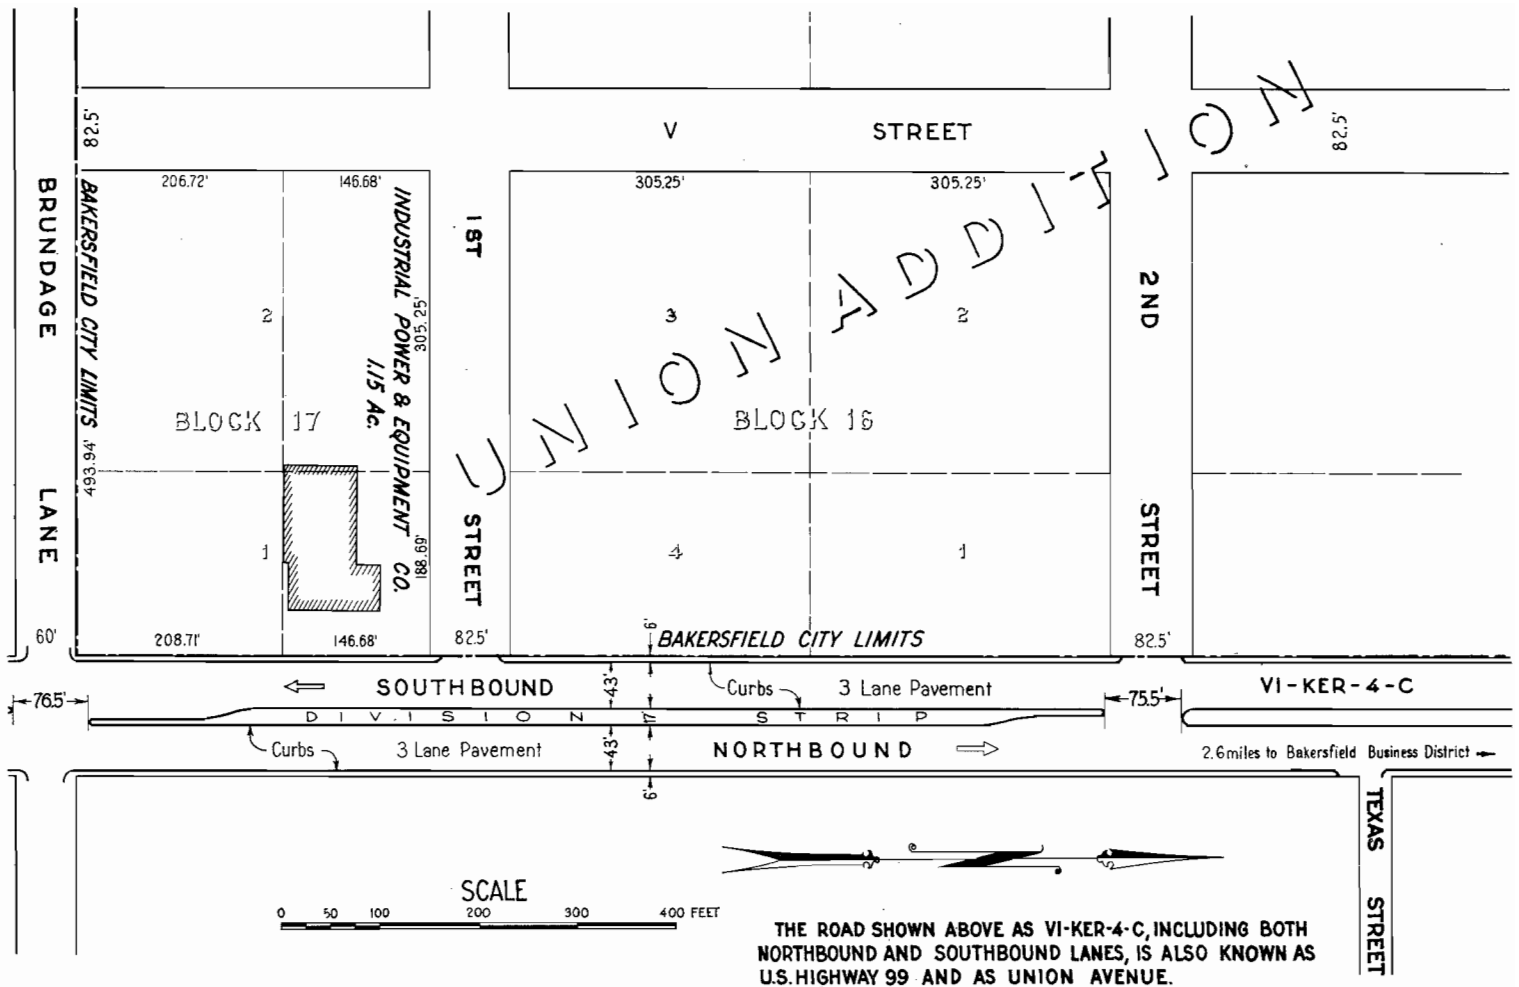 V STREET
82.5'
82.5'
206.72'
146.68'
305.25'
305.25'
BRUNDAGE LANE
BAKERSFIELD CITY LIMITS
493.94'
INDUSTRIAL POWER & EQUIPMENT CO.
1.15 Ac.
305.25'
188.69'
1ST STREET
2ND STREET
UNION ADDITION
2
3
2
BLOCK 17
BLOCK 16
1
4
1
60'
208.71'
146.68'
82.5'
6'
BAKERSFIELD CITY LIMITS
82.5'
76.5'
SOUTHBOUND
43'
Curbs
3 Lane Pavement
75.5'
VI-KER-4-C
DIVISION STRIP
17'
Curbs
3 Lane Pavement
43'
NORTHBOUND
2.6 miles to Bakersfield Business District
6'
TEXAS STREET
SCALE
0 50 100 200 300 400 FEET
THE ROAD SHOWN ABOVE AS VI-KER-4-C, INCLUDING BOTH
NORTHBOUND AND SOUTHBOUND LANES, IS ALSO KNOWN AS
U.S. HIGHWAY 99 AND AS UNION AVENUE.